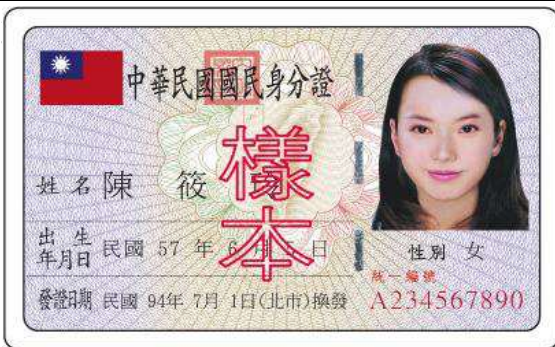 中華民國國民身分證
樣本
姓名 陳筱
出生年月日 民國 57 年 6 月 5 日
性別 女
統一編號
發證日期 民國 94年 7月 1日(北市)換發
A234567890